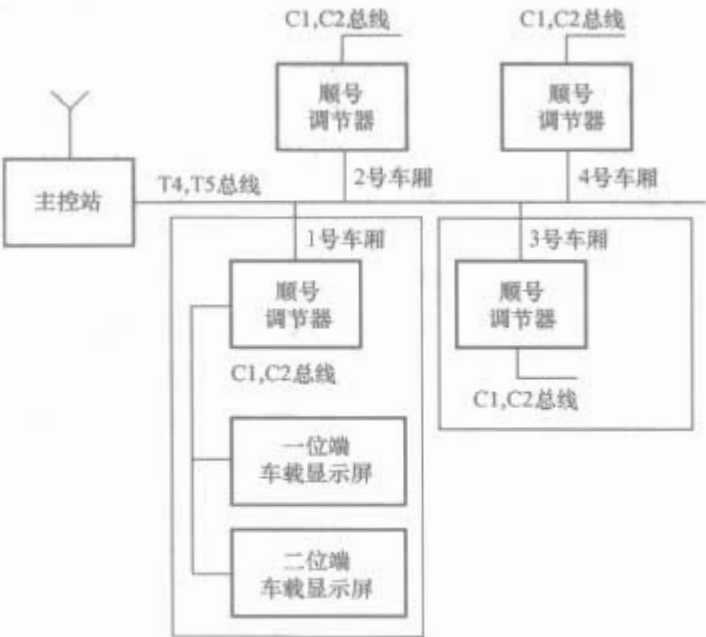 C1,C2总线
C1,C2总线
顺号
调节器
顺号
调节器
主控站
T4,T5总线
2号车厢
4号车厢
1号车厢
3号车厢
顺号
调节器
顺号
调节器
C1,C2总线
C1,C2总线
一位端
车载显示屏
二位端
车载显示屏